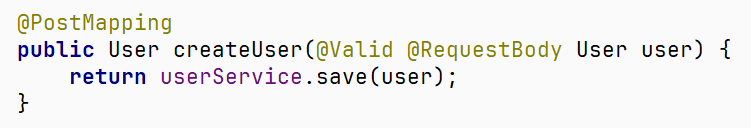 @PostMapping
public User createUser(@Valid @RequestBody User user) {
    return userService.save(user);
}